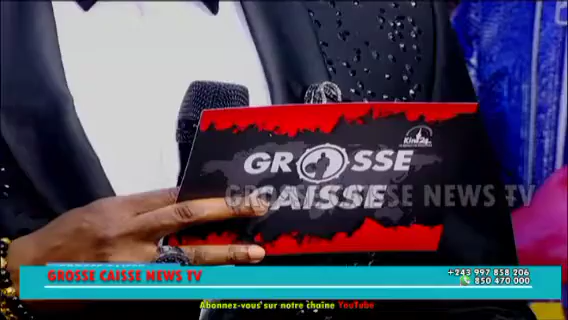 Kin24
GROSSE
CAISSE
GROSSE CAISSE NEWS TV
GROSSE CAISSE NEWS TV
+243 997 858 206
850 470 000
Abonnez-vous sur notre chaîne YouTube